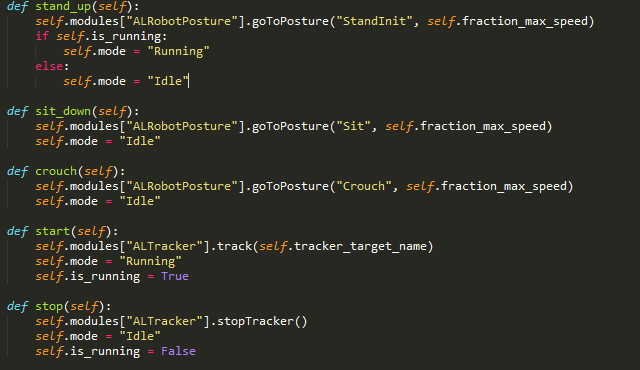 def stand_up(self):
    self.modules["ALRobotPosture"].goToPosture("StandInit", self.fraction_max_speed)
    if self.is_running:
        self.mode = "Running"
    else:
        self.mode = "Idle"
def sit_down(self):
    self.modules["ALRobotPosture"].goToPosture("Sit", self.fraction_max_speed)
    self.mode = "Idle"
def crouch(self):
    self.modules["ALRobotPosture"].goToPosture("Crouch", self.fraction_max_speed)
    self.mode = "Idle"
def start(self):
    self.modules["ALTracker"].track(self.tracker_target_name)
    self.mode = "Running"
    self.is_running = True
def stop(self):
    self.modules["ALTracker"].stopTracker()
    self.mode = "Idle"
    self.is_running = False